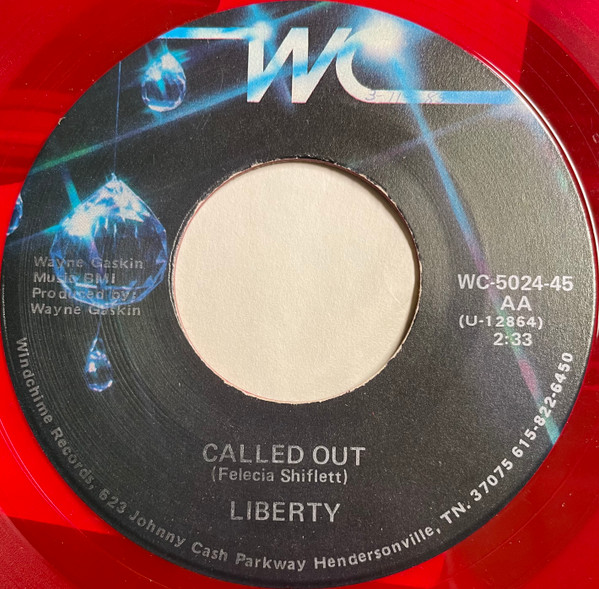 WC
Wayne Gaskin
Music BMI
Produced by:
Wayne Gaskin
WC-5024-45
AA
(U-12864)
2:33
CALLED OUT
(Felecia Shiflett)
LIBERTY
Windchime Records, 623 Johnny Cash Parkway Hendersonville, TN. 37075 615-822-6450